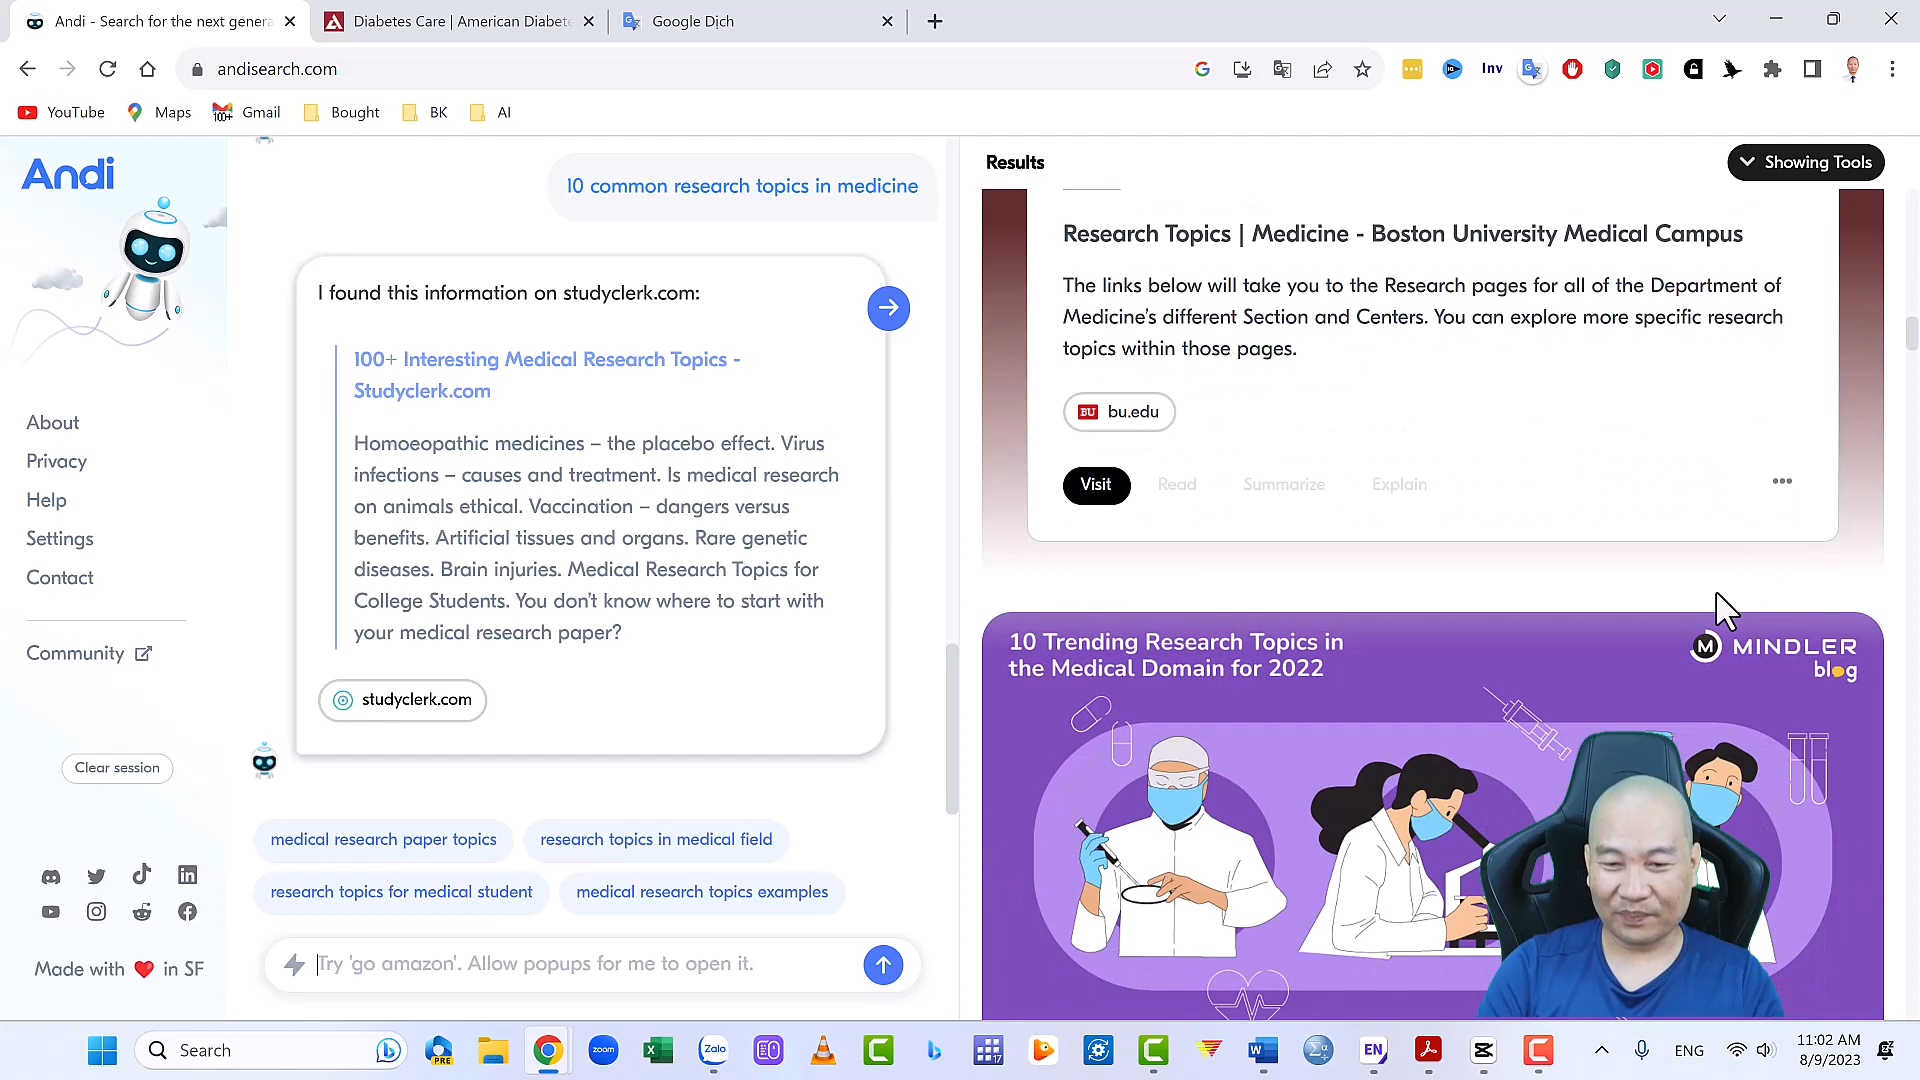 Andi - Search for the next genera
Diabetes Care | American Diabete
Google Dịch
andisearch.com
Inv
YouTube
Maps
100+
Gmail
Bought
BK
AI
Andi
About
Privacy
Help
Settings
Contact
Community
Clear session
Made with ❤️ in SF
10 common research topics in medicine
I found this information on studyclerk.com:
100+ Interesting Medical Research Topics -
Studyclerk.com
Homoeopathic medicines – the placebo effect. Virus
infections – causes and treatment. Is medical research
on animals ethical. Vaccination – dangers versus
benefits. Artificial tissues and organs. Rare genetic
diseases. Brain injuries. Medical Research Topics for
College Students. You don't know where to start with
your medical research paper?
studyclerk.com
medical research paper topics
research topics in medical field
research topics for medical student
medical research topics examples
Try 'go amazon'. Allow popups for me to open it.
Results
Showing Tools
Research Topics | Medicine - Boston University Medical Campus
The links below will take you to the Research pages for all of the Department of
Medicine's different Section and Centers. You can explore more specific research
topics within those pages.
BU
bu.edu
Visit
Read
Summarize
Explain
10 Trending Research Topics in
the Medical Domain for 2022
M MINDLER
blog
Search
PRE
zoom
Zalo
17
EN
ENG
11:02 AM
8/9/2023